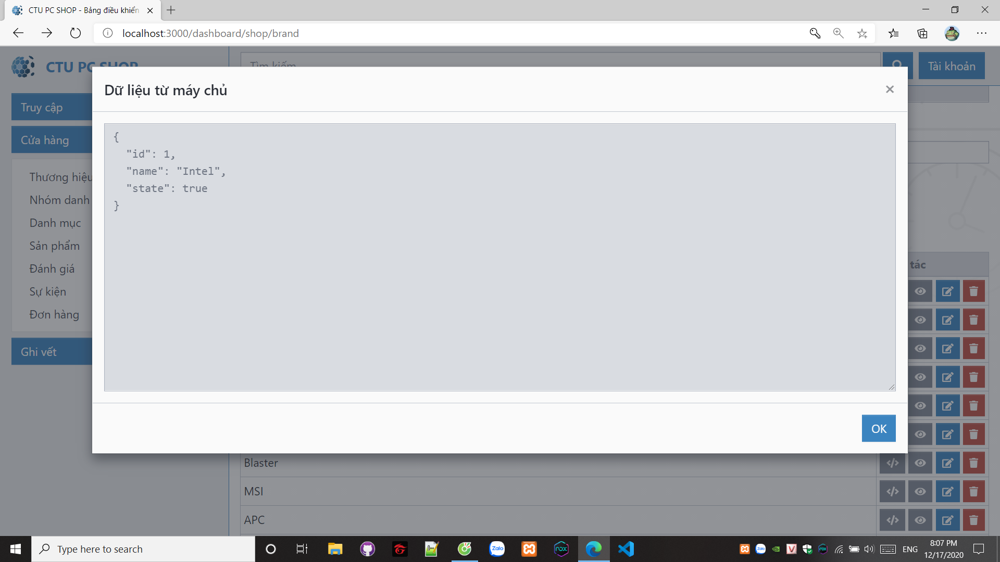 CTU PC SHOP - Bảng điều khiển
localhost:3000/dashboard/shop/brand
CTU PC SHOP
Tìm kiếm
Tài khoản
Truy cập
Cửa hàng
Thương hiệu
Nhóm danh
Danh mục
Sản phẩm
Đánh giá
Sự kiện
Đơn hàng
Ghi vết
Dữ liệu từ máy chủ
{
"id": 1,
"name": "Intel",
"state": true
}
OK
tác
Blaster
MSI
APC
Type here to search
Zalo
nox
ENG
8:07 PM
12/17/2020